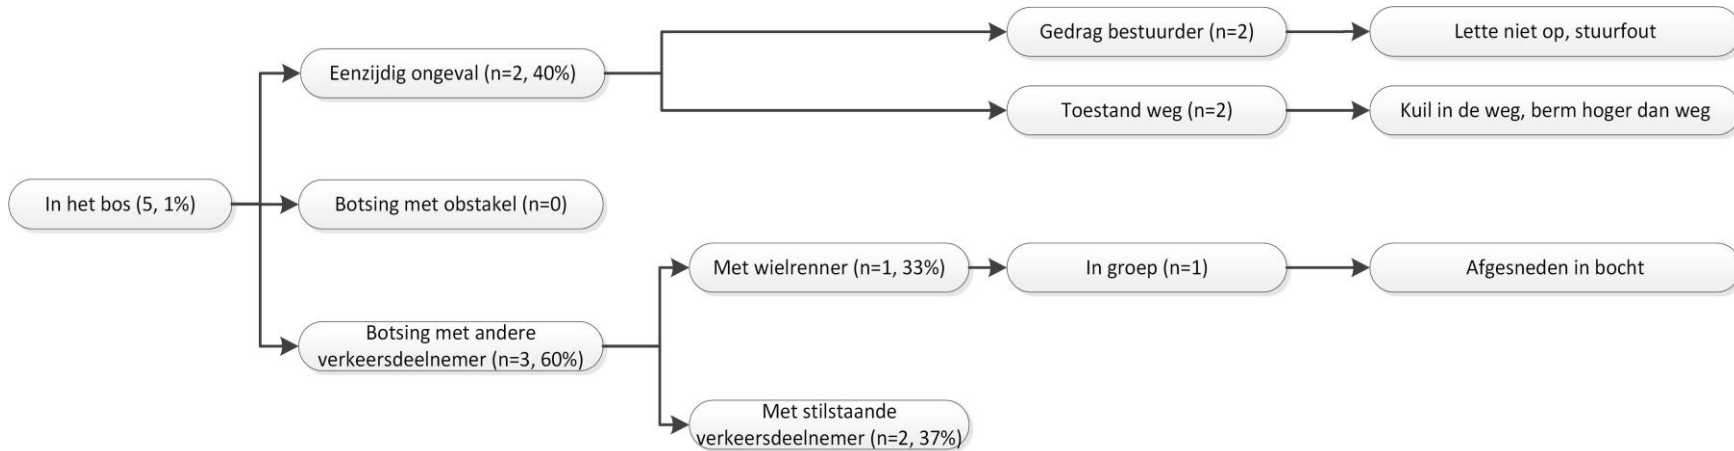 Gedrag bestuurder (n=2)
Lette niet op, stuurfout
Eenzijdig ongeval (n=2, 40%)
Toestand weg (n=2)
Kuil in de weg, berm hoger dan weg
In het bos (5, 1%)
Botsing met obstakel (n=0)
Met wielrenner (n=1, 33%)
In groep (n=1)
Afgesneden in bocht
Botsing met andere
verkeersdeelnemer (n=3, 60%)
Met stilstaande
verkeersdeelnemer (n=2, 37%)